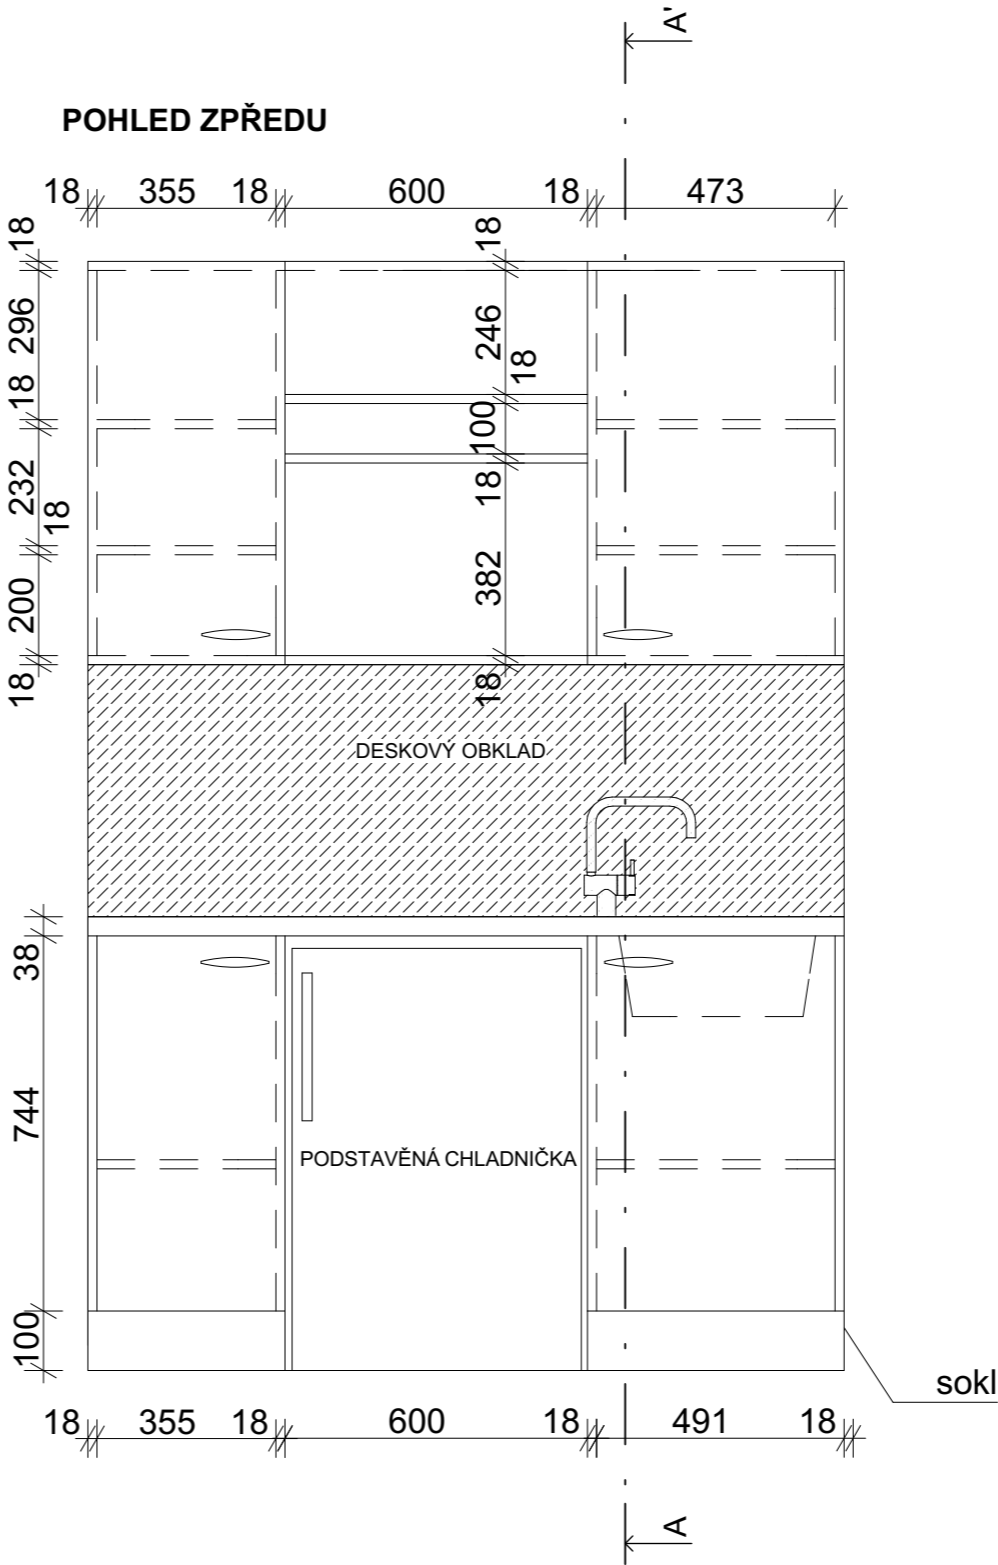 A'
POHLED ZPŘEDU
18 355 18 600 18 473
18
296
18
232
18
200
18
18
246
18
100
18
382
18
DESKOVÝ OBKLAD
38
744
100
PODSTAVĚNÁ CHLADNIČKA
sokl
18 355 18 600 18 491 18
A